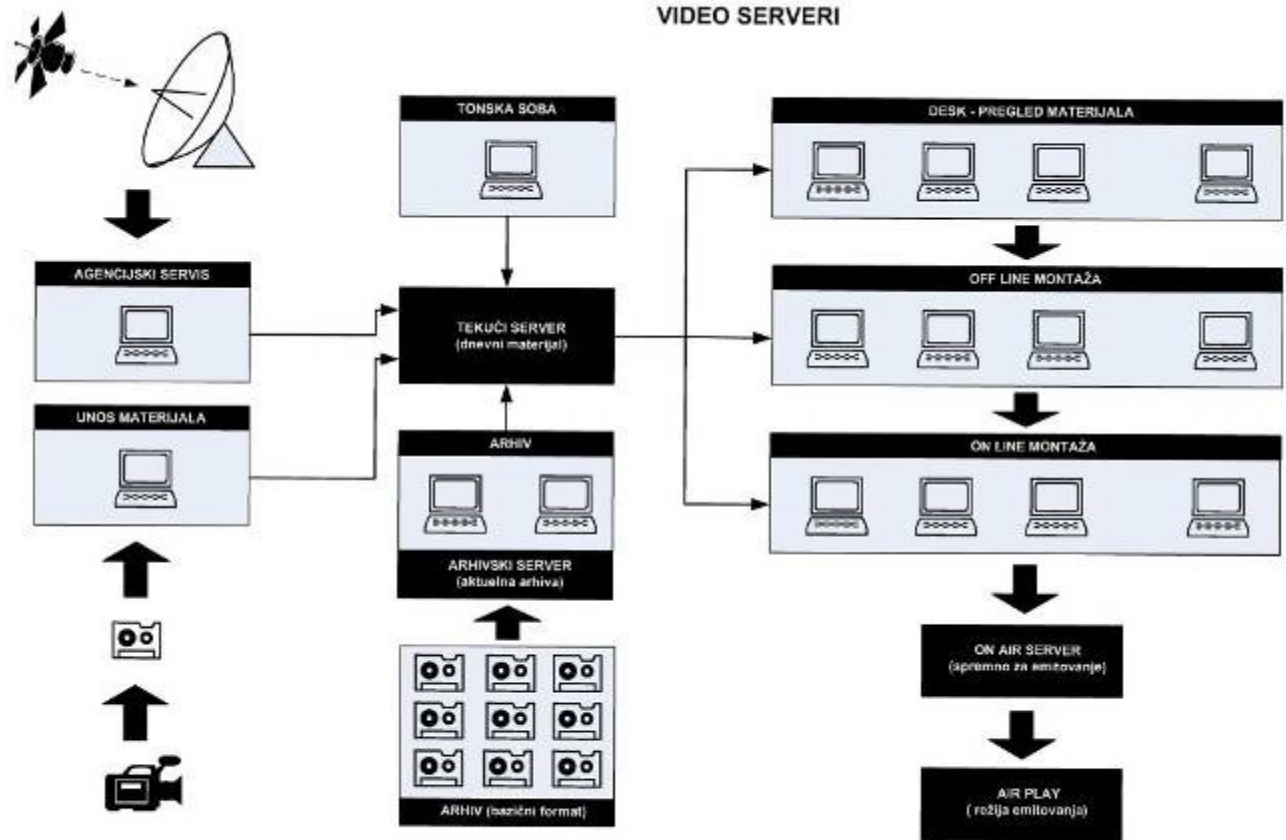 VIDEO SERVERI
TONSKA SOBA
DESK - PREGLED MATERIJALA
AGENCIJSKI SERVIS
TEKUĆI SERVER
(dnevni materijal)
OFF LINE MONTAŽA
UNOS MATERIJALA
ARHIV
ARHIVSKI SERVER
(aktuelna arhiva)
ON LINE MONTAŽA
ON AIR SERVER
(spremno za emitovanje)
ARHIV (bazični format)
AIR PLAY
( režija emitovanja)